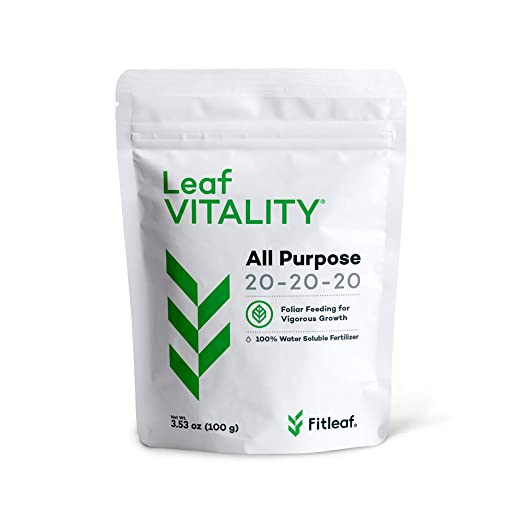 Leaf
VITALITY®
All Purpose
20-20-20
Foliar Feeding for
Vigorous Growth
100% Water Soluble Fertilizer
Net Wt.
3.53 oz (100 g)
Fitleaf®